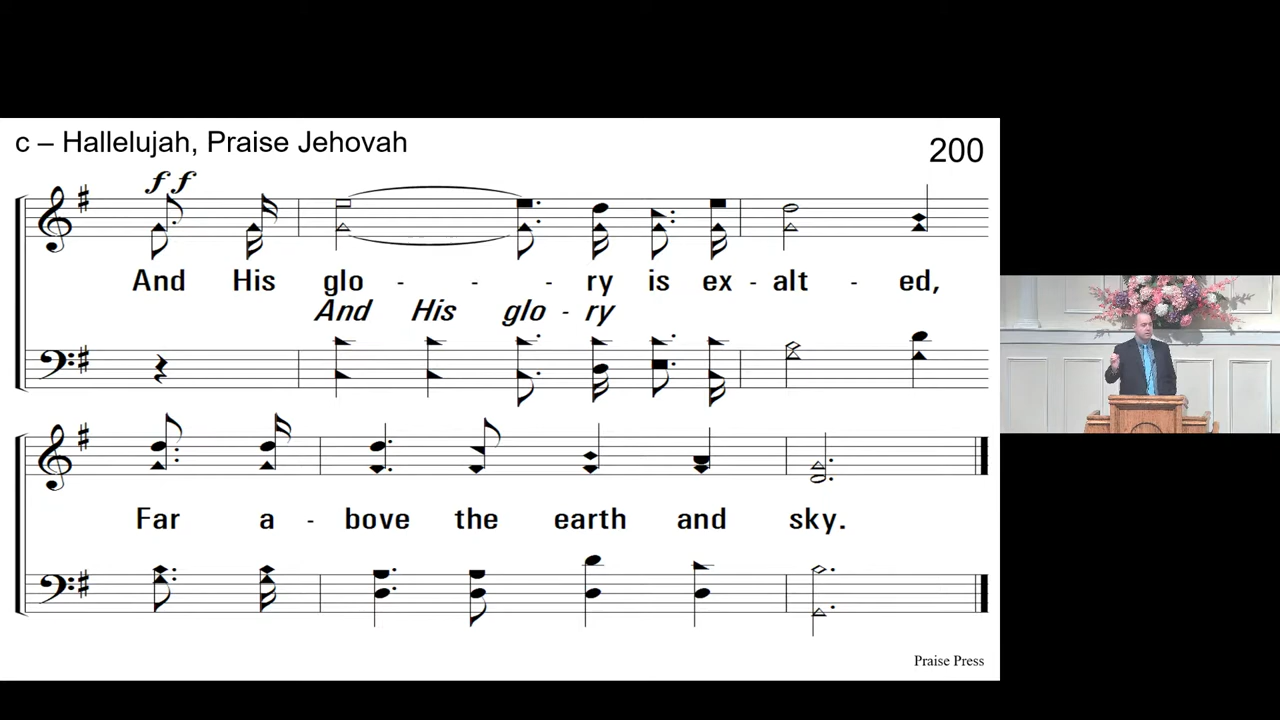 c – Hallelujah, Praise Jehovah
200
ff
And His glo - - - ry is ex - alt - ed,
And His glo - ry
Far a - bove the earth and sky.
Praise Press